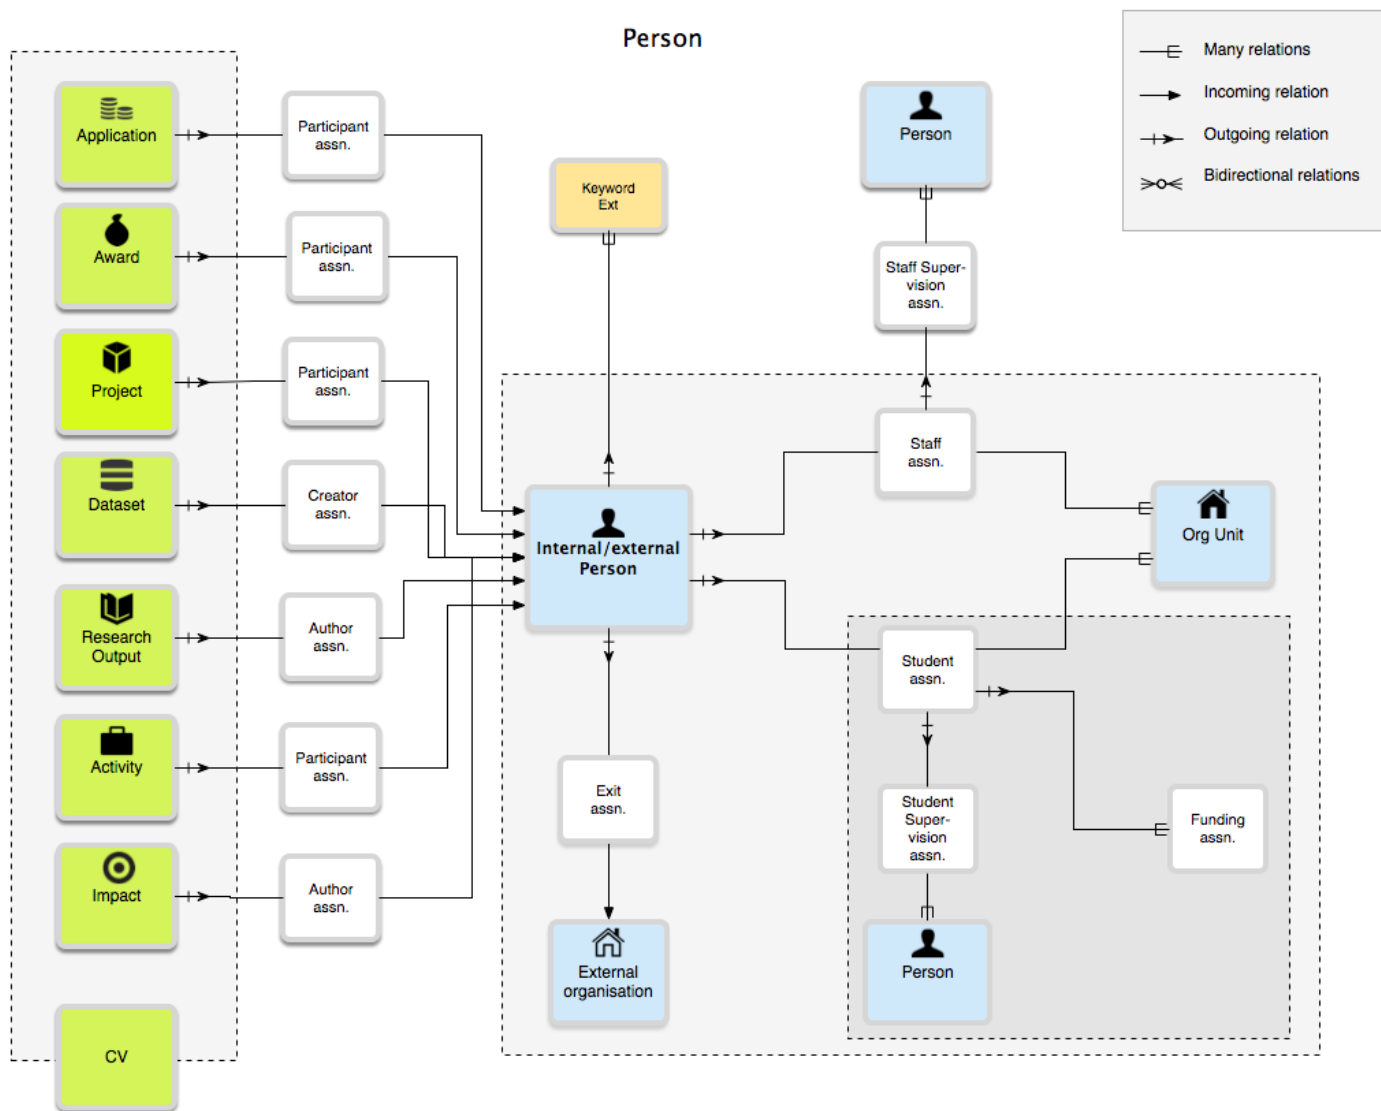 Person
Many relations
Incoming relation
Outgoing relation
Bidirectional relations
Application
Participant
assn.
Person
Keyword
Ext
Award
Participant
assn.
Staff Super-
vision
assn.
Project
Participant
assn.
Staff
assn.
Dataset
Creator
assn.
Internal/external
Person
Org Unit
Research
Output
Author
assn.
Student
assn.
Activity
Participant
assn.
Exit
assn.
Student
Super-
vision
assn.
Funding
assn.
Impact
Author
assn.
External
organisation
Person
CV